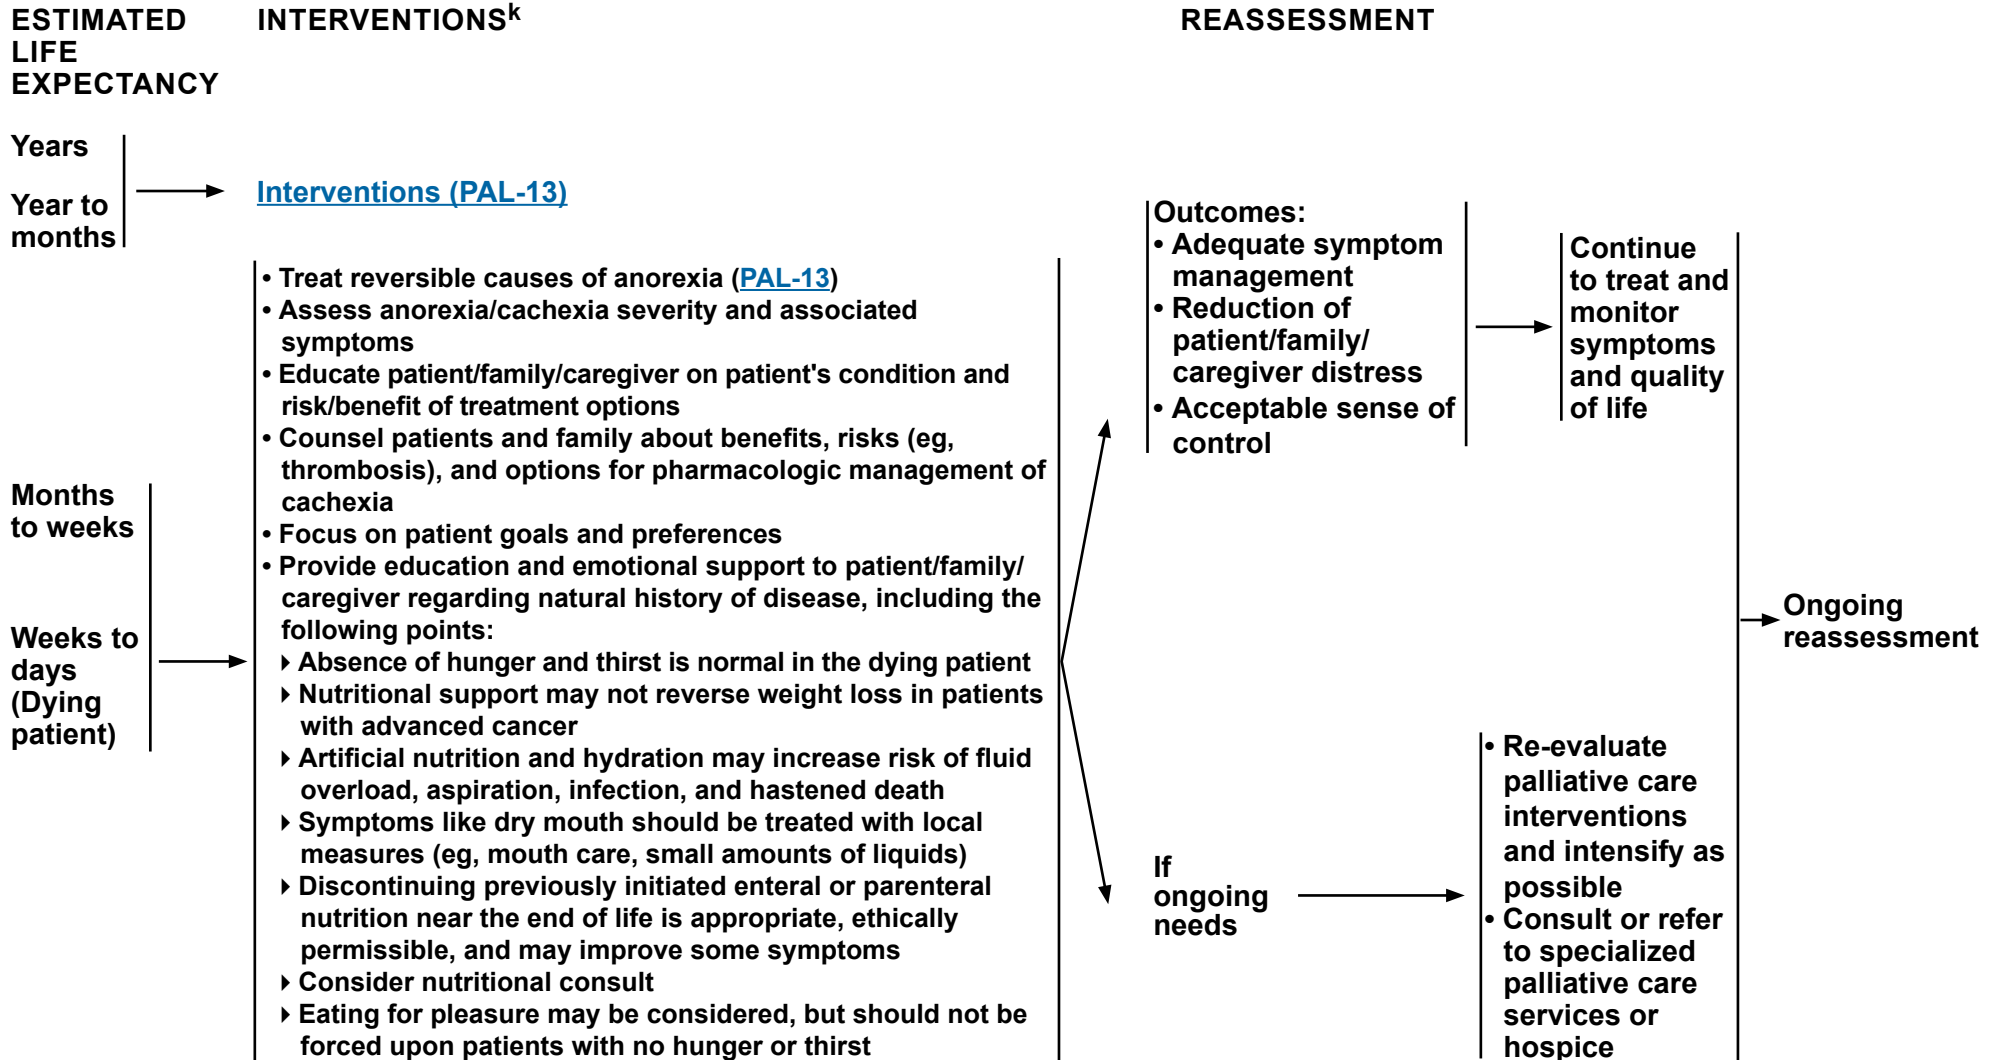 ESTIMATED
LIFE
EXPECTANCY
INTERVENTIONSᵏ
REASSESSMENT
Years
Year to
months
Interventions (PAL-13)
Months
to weeks
Weeks to
days
(Dying
patient)
• Treat reversible causes of anorexia (PAL-13)
• Assess anorexia/cachexia severity and associated
symptoms
• Educate patient/family/caregiver on patient's condition and
risk/benefit of treatment options
• Counsel patients and family about benefits, risks (eg,
thrombosis), and options for pharmacologic management of
cachexia
• Focus on patient goals and preferences
• Provide education and emotional support to patient/family/
caregiver regarding natural history of disease, including the
following points:
▸ Absence of hunger and thirst is normal in the dying patient
▸ Nutritional support may not reverse weight loss in patients
with advanced cancer
▸ Artificial nutrition and hydration may increase risk of fluid
overload, aspiration, infection, and hastened death
▸ Symptoms like dry mouth should be treated with local
measures (eg, mouth care, small amounts of liquids)
▸ Discontinuing previously initiated enteral or parenteral
nutrition near the end of life is appropriate, ethically
permissible, and may improve some symptoms
▸ Consider nutritional consult
▸ Eating for pleasure may be considered, but should not be
forced upon patients with no hunger or thirst
Outcomes:
• Adequate symptom
management
• Reduction of
patient/family/
caregiver distress
• Acceptable sense of
control
Continue
to treat and
monitor
symptoms
and quality
of life
If
ongoing
needs
• Re-evaluate
palliative care
interventions
and intensify as
possible
• Consult or refer
to specialized
palliative care
services or
hospice
Ongoing
reassessment